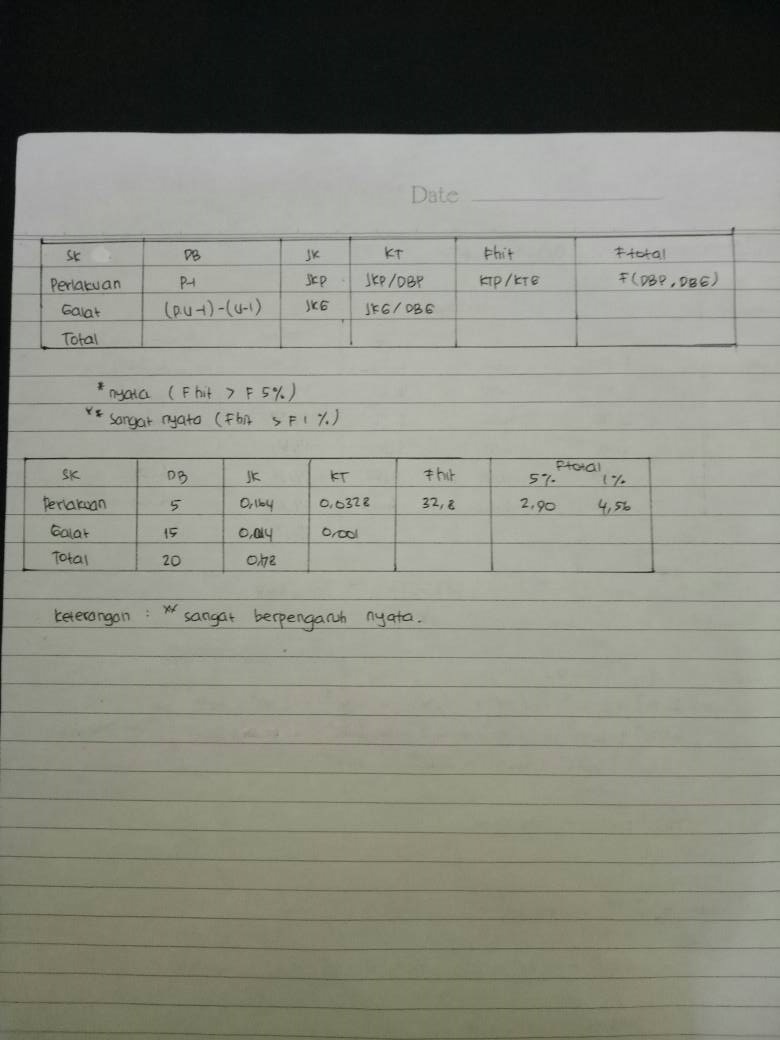 Date
SK DB JK KT Fhit Ftotal
Perlakuan P-1 JKP JKP/DBP KTP/KTG F(DBP, DBG)
Galat (P.U-1)-(U-1) JKG JKG/DBG
Total
* nyata (Fhit > F 5%)
** sangat nyata (Fhit > F 1%)
SK DB JK KT Fhit Ftotal
5% 1%
Perlakuan 5 0,164 0,0328 32,8 2,90 4,56
Galat 15 0,014 0,001
Total 20 0,178
Keterangan : ** sangat berpengaruh nyata.